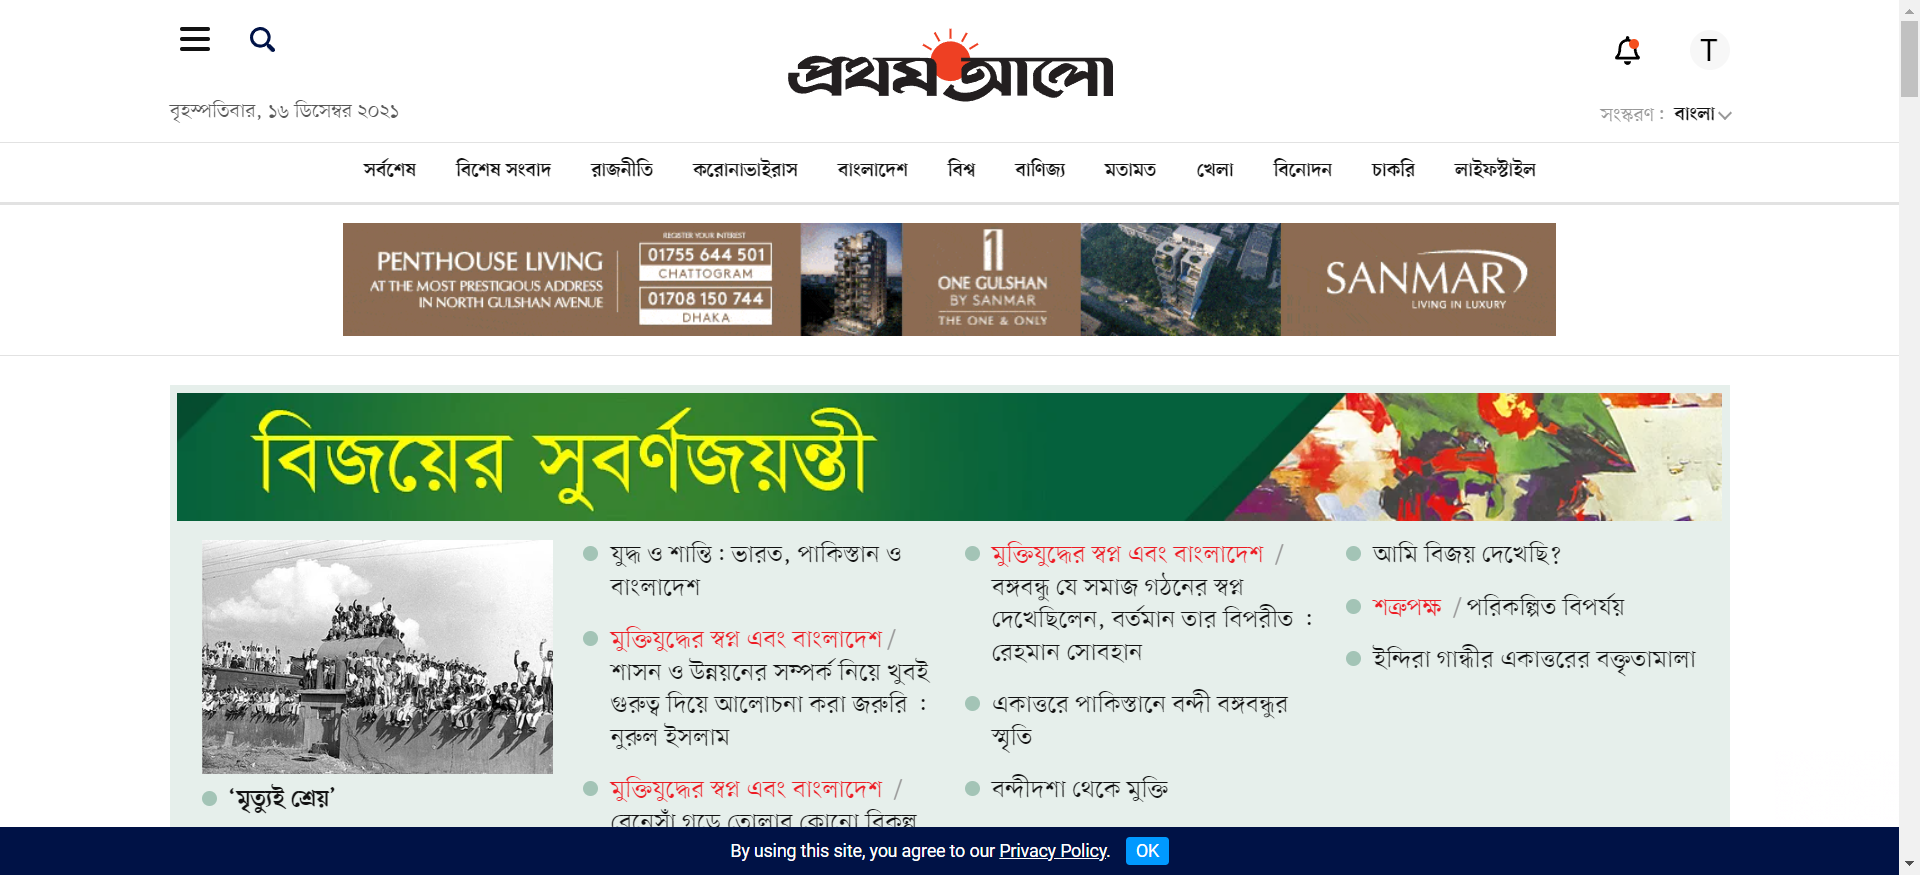 প্রথম আলো
T
বৃহস্পতিবার, ১৬ ডিসেম্বর ২০২১
সংস্করণ : বাংলা
সর্বশেষ বিশেষ সংবাদ রাজনীতি করোনাভাইরাস বাংলাদেশ বিশ্ব বাণিজ্য মতামত খেলা বিনোদন চাকরি লাইফস্টাইল
PENTHOUSE LIVING
AT THE MOST PRESTIGIOUS ADDRESS
IN NORTH GULSHAN AVENUE
REGISTER YOUR INTEREST
01755 644 501
CHATTOGRAM
01708 150 744
DHAKA
1
ONE GULSHAN
BY SANMAR
THE ONE & ONLY
SANMAR
LIVING IN LUXURY
বিজয়ের সুবর্ণজয়ন্তী
‘মৃত্যুই শ্রেয়’
যুদ্ধ ও শান্তি : ভারত, পাকিস্তান ও
বাংলাদেশ
মুক্তিযুদ্ধের স্বপ্ন এবং বাংলাদেশ /
শাসন ও উন্নয়নের সম্পর্ক নিয়ে খুবই
গুরুত্ব দিয়ে আলোচনা করা জরুরি :
নুরুল ইসলাম
মুক্তিযুদ্ধের স্বপ্ন এবং বাংলাদেশ /
রেনেসাঁ গড়ে তোলার কোনো বিকল্প
মুক্তিযুদ্ধের স্বপ্ন এবং বাংলাদেশ /
বঙ্গবন্ধু যে সমাজ গঠনের স্বপ্ন
দেখেছিলেন, বর্তমান তার বিপরীত :
রেহমান সোবহান
একাত্তরে পাকিস্তানে বন্দী বঙ্গবন্ধুর
স্মৃতি
বন্দীদশা থেকে মুক্তি
আমি বিজয় দেখেছি?
শত্রুপক্ষ / পরিকল্পিত বিপর্যয়
ইন্দিরা গান্ধীর একাত্তরের বক্তৃতামালা
By using this site, you agree to our Privacy Policy. OK